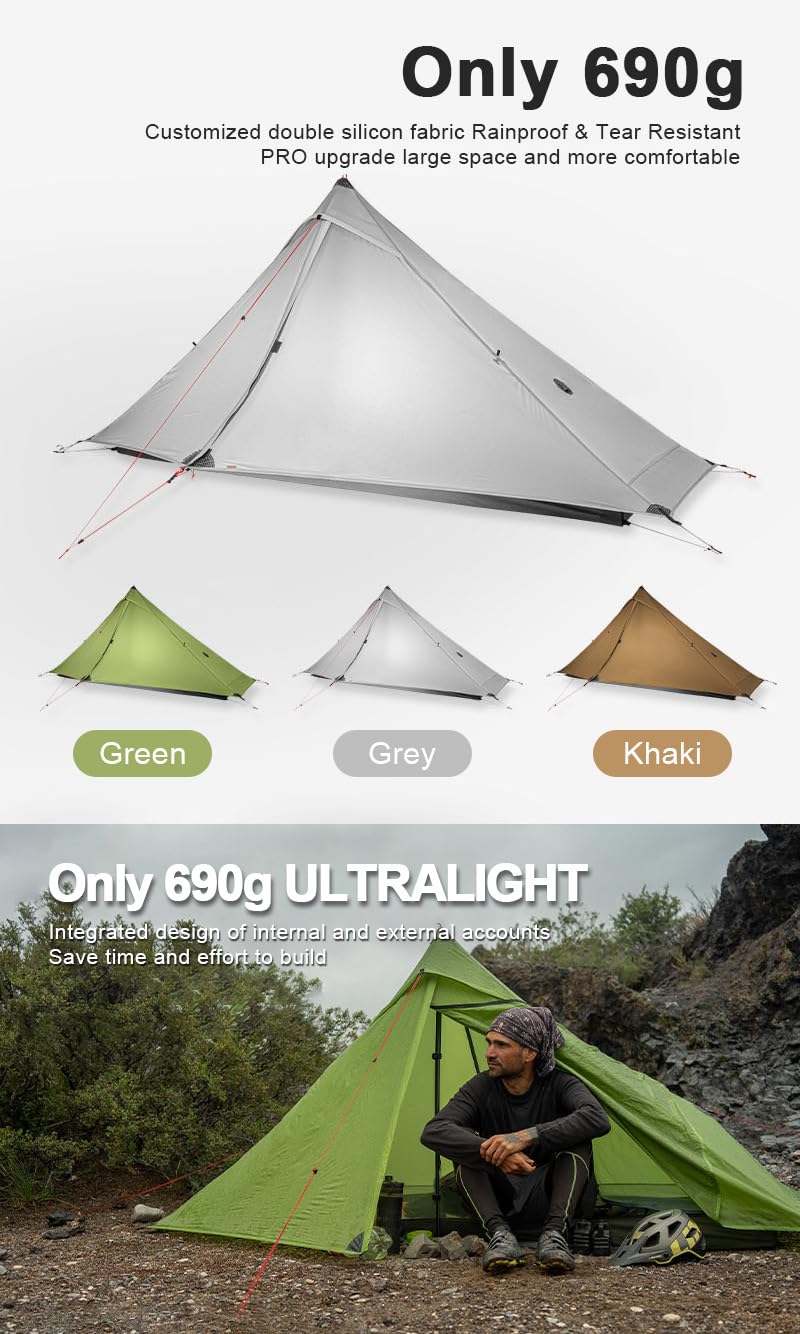 Only 690g
Customized double silicon fabric Rainproof & Tear Resistant
PRO upgrade large space and more comfortable
Green
Grey
Khaki
Only 690g ULTRALIGHT
Integrated design of internal and external accounts
Save time and effort to build